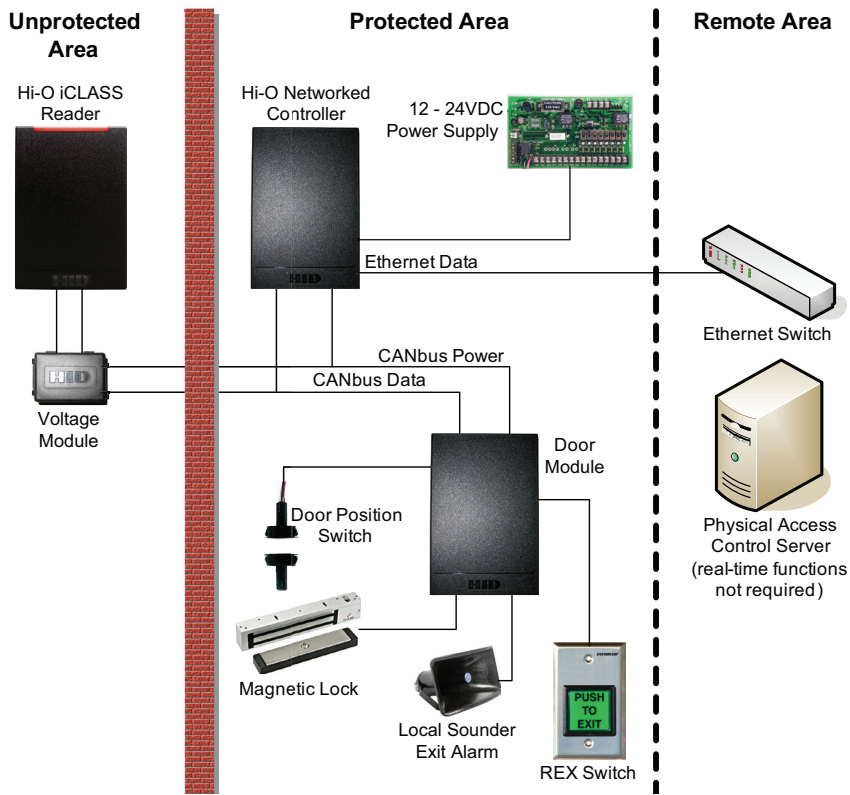 Unprotected
Area
Protected Area
Remote Area
Hi-O iCLASS
Reader
Hi-O Networked
Controller
12 - 24VDC
Power Supply
HID
HID
Ethernet Data
Ethernet Switch
CANbus Power
CANbus Data
HID
Voltage
Module
Door
Module
Door Position
Switch
HID
Physical Access
Control Server
(real-time functions
not required)
Magnetic Lock
Local Sounder
Exit Alarm
PUSH
TO
EXIT
REX Switch